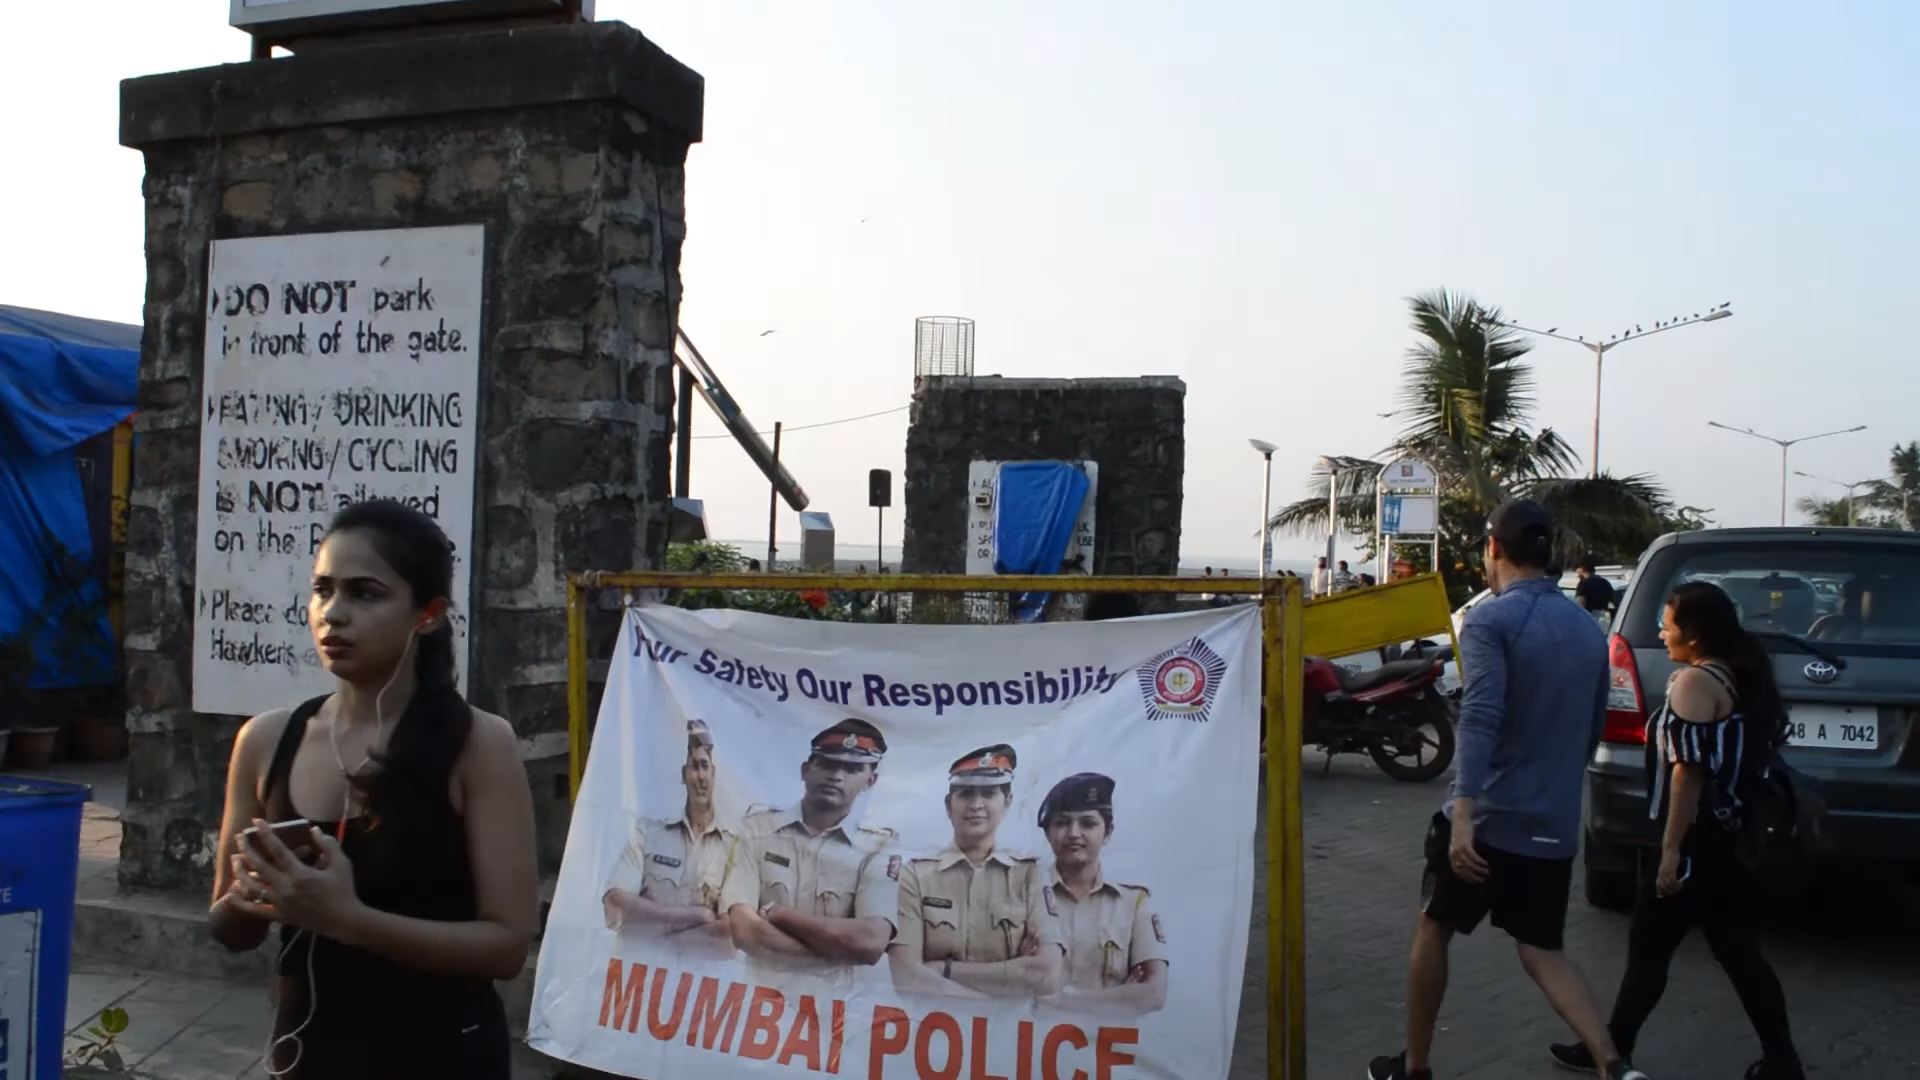 DO NOT park
in front of the gate.
EATING / DRINKING
SMOKING / CYCLING
is NOT allowed
on the
Please do
Hawkers
Your Safety Our Responsibility
MUMBAI POLICE
48 A 7042